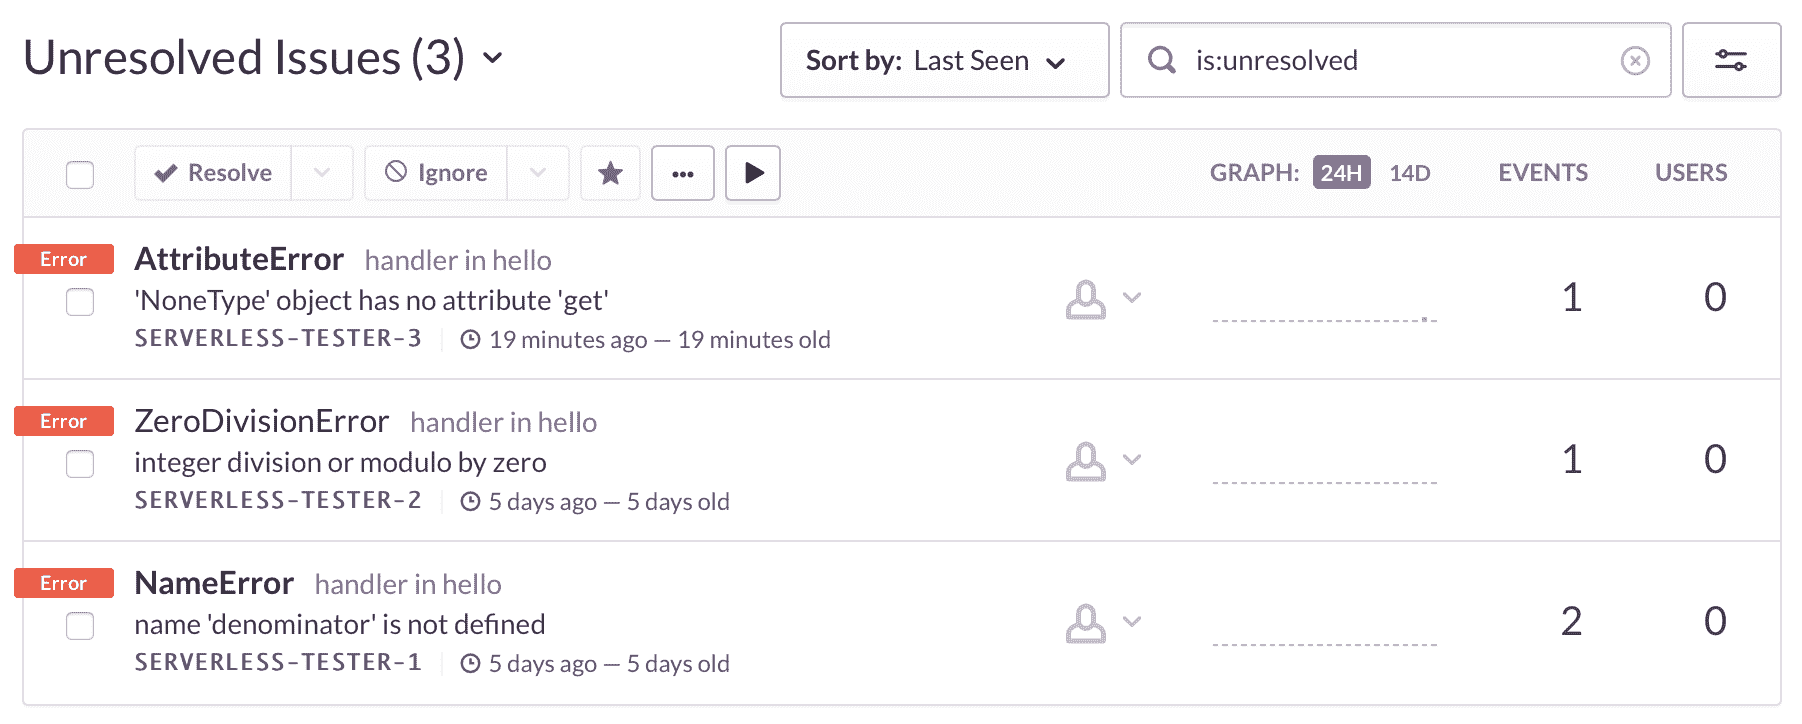 Unresolved Issues (3)
Sort by: Last Seen
is:unresolved
Resolve
Ignore
GRAPH: 24H 14D
EVENTS
USERS
Error
AttributeError handler in hello
'NoneType' object has no attribute 'get'
SERVERLESS-TESTER-3
19 minutes ago — 19 minutes old
1
0
Error
ZeroDivisionError handler in hello
integer division or modulo by zero
SERVERLESS-TESTER-2
5 days ago — 5 days old
1
0
Error
NameError handler in hello
name 'denominator' is not defined
SERVERLESS-TESTER-1
5 days ago — 5 days old
2
0